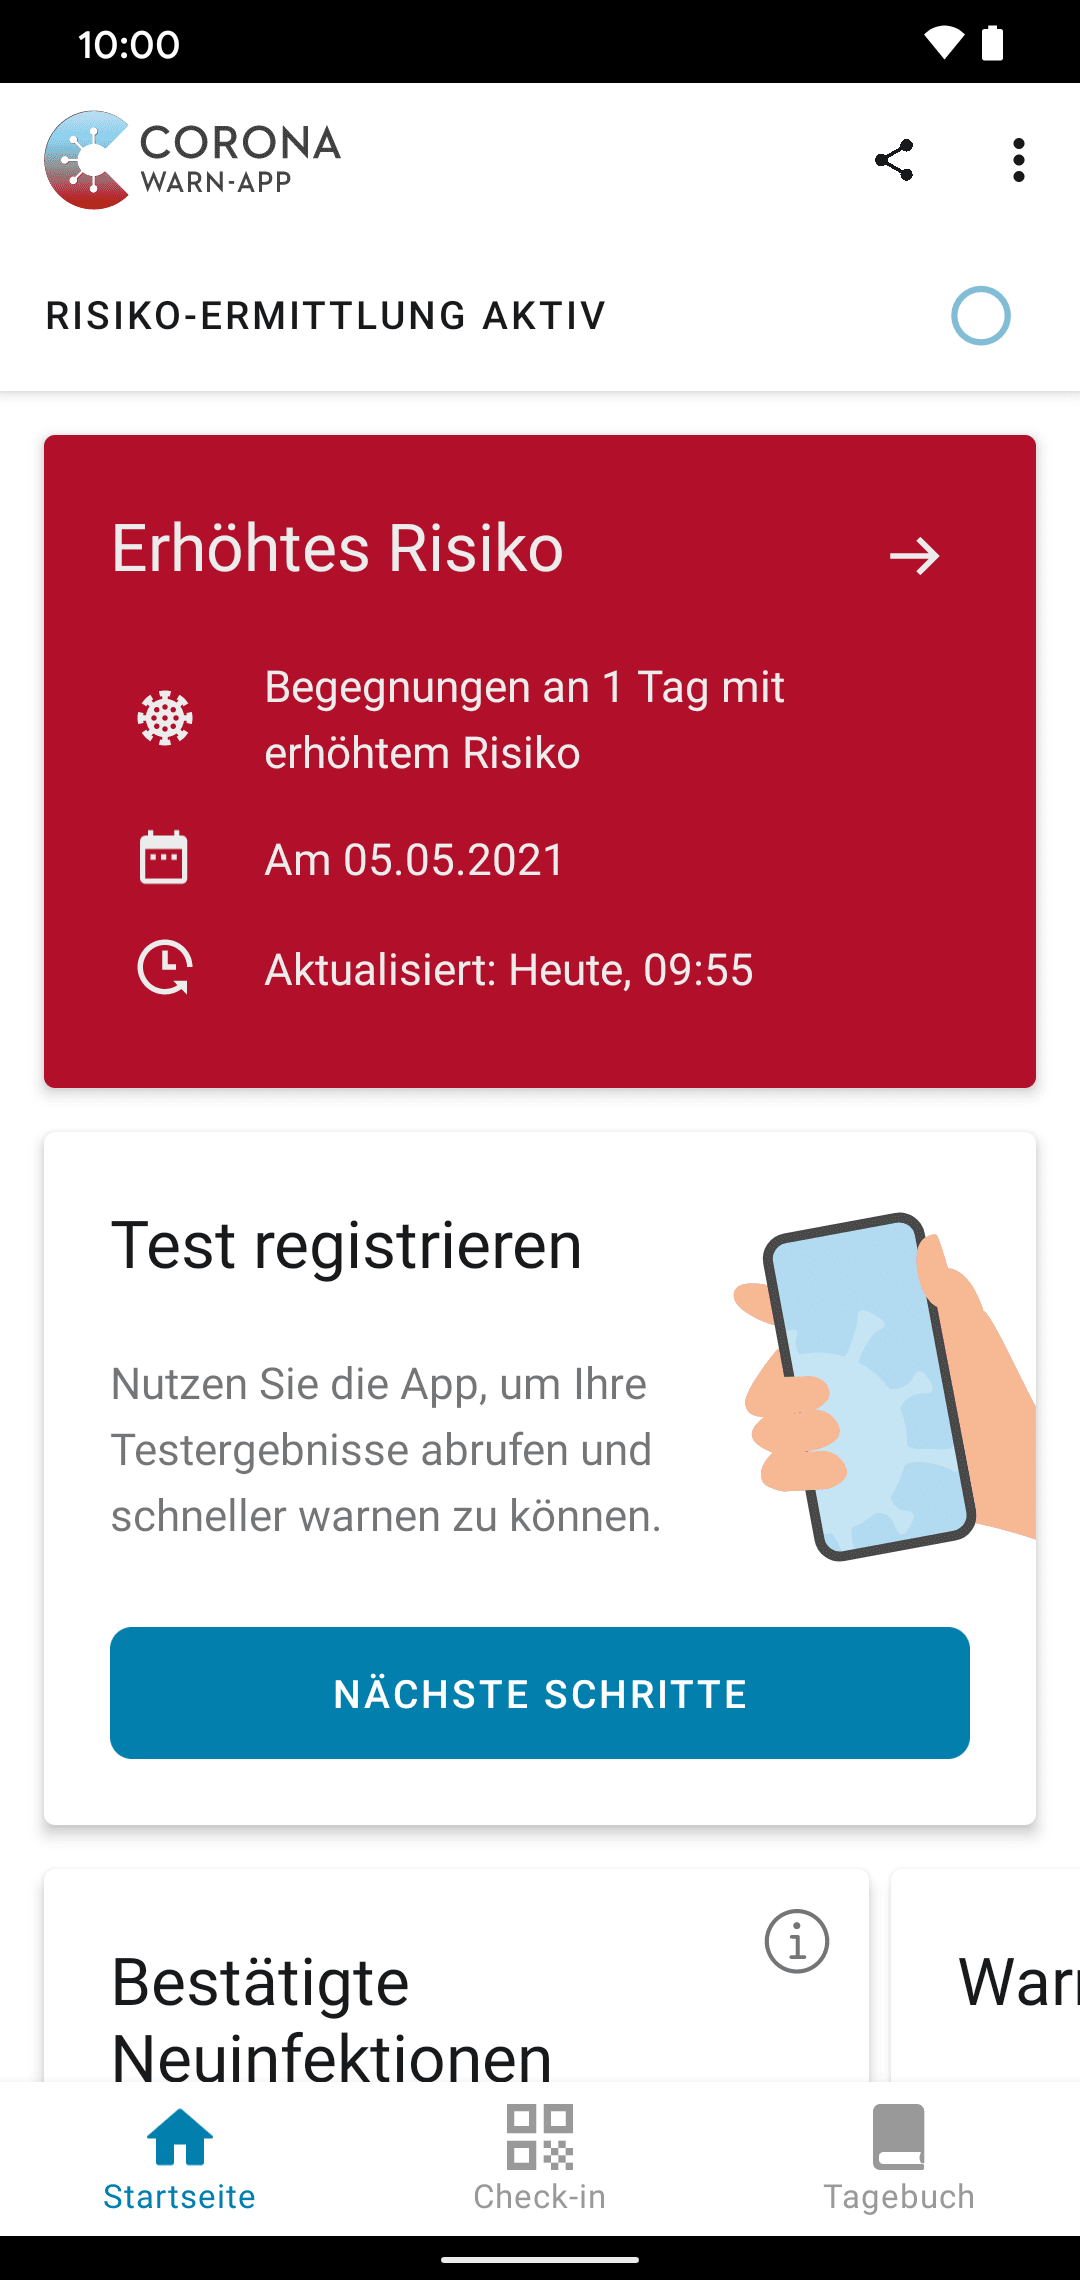 10:00
CORONA
WARN-APP
RISIKO-ERMITTLUNG AKTIV
Erhöhtes Risiko
Begegnungen an 1 Tag mit
erhöhtem Risiko
Am 05.05.2021
Aktualisiert: Heute, 09:55
Test registrieren
Nutzen Sie die App, um Ihre
Testergebnisse abrufen und
schneller warnen zu können.
NÄCHSTE SCHRITTE
Bestätigte
Neuinfektionen
Startseite
Check-in
Tagebuch